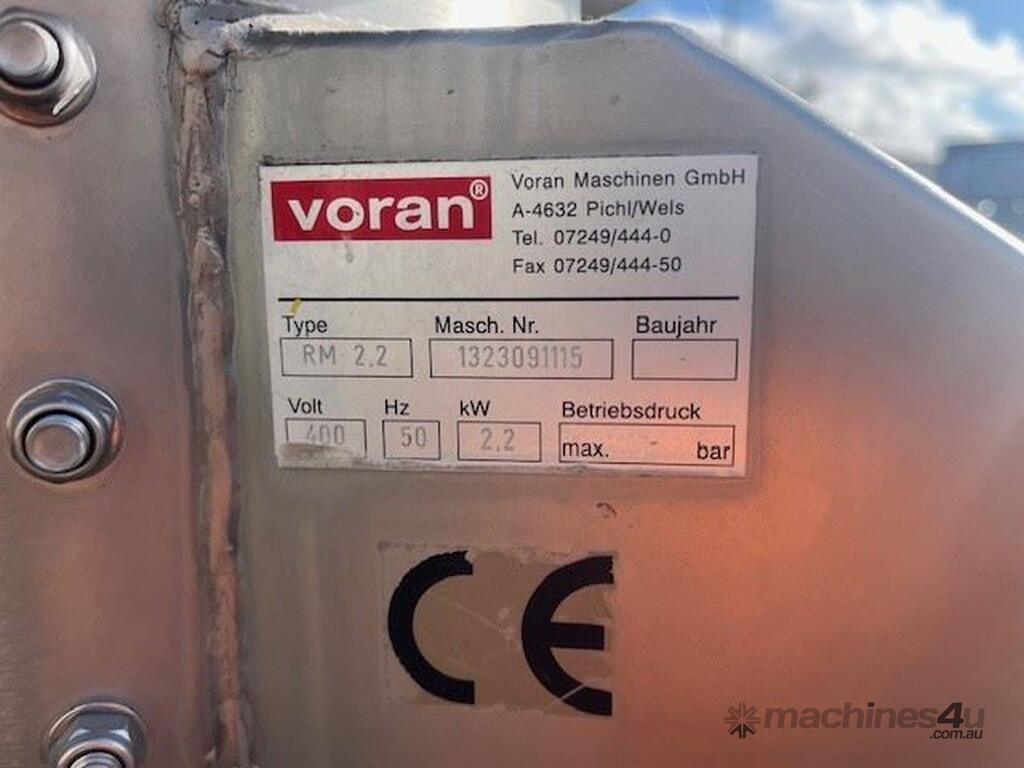 voran®
Voran Maschinen GmbH
A-4632 Pichl/Wels
Tel. 07249/444-0
Fax 07249/444-50
Type Masch. Nr. Baujahr
RM 2.2 1323091115 -
Volt Hz kW Betriebsdruck
400 50 2.2 max. bar
CE
machines4u
.com.au